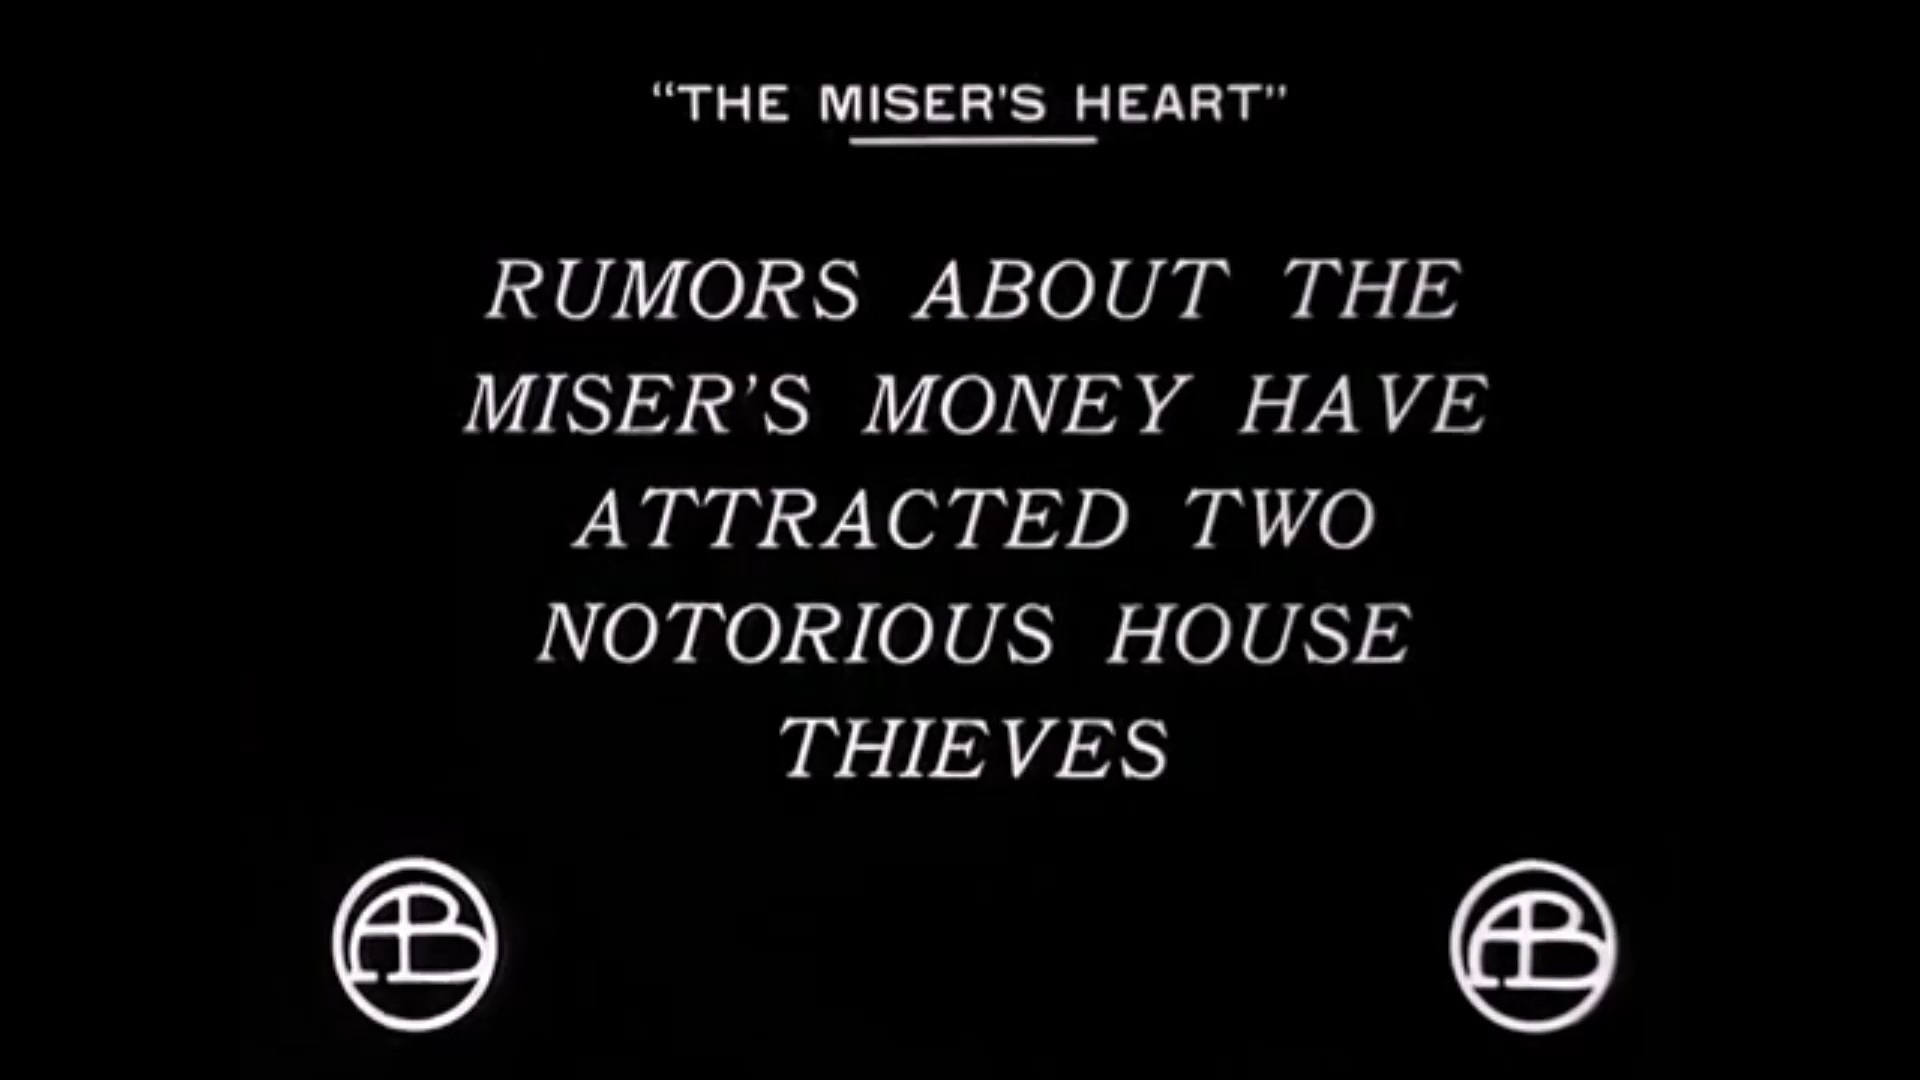 “THE MISER'S HEART”
RUMORS ABOUT THE
MISER’S MONEY HAVE
ATTRACTED TWO
NOTORIOUS HOUSE
THIEVES
AB
AB